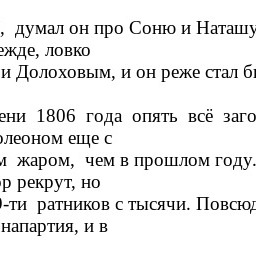 , думал он про Соню и Наташу
ежде, ловко
и Долоховым, и он реже стал б
ени 1806 года опять всё заго
олеоном еще с
м жаром, чем в прошлом году.
р рекрут, но
-ти ратников с тысячи. Повсюд
напартия, и в